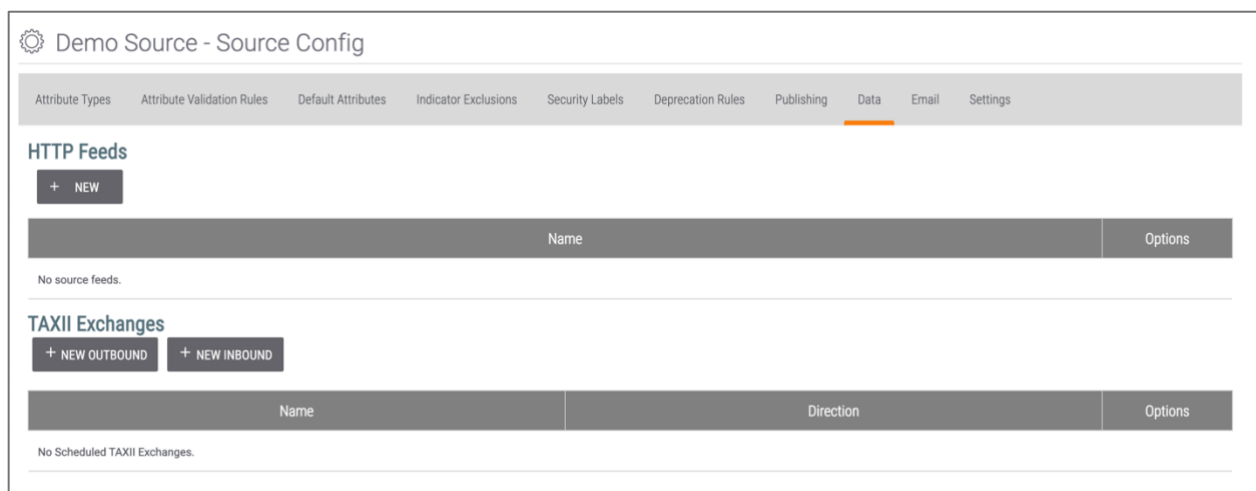 Demo Source - Source Config
Attribute Types Attribute Validation Rules Default Attributes Indicator Exclusions Security Labels Deprecation Rules Publishing Data Email Settings
HTTP Feeds
+ NEW
Name Options
No source feeds.
TAXII Exchanges
+ NEW OUTBOUND + NEW INBOUND
Name Direction Options
No Scheduled TAXII Exchanges.